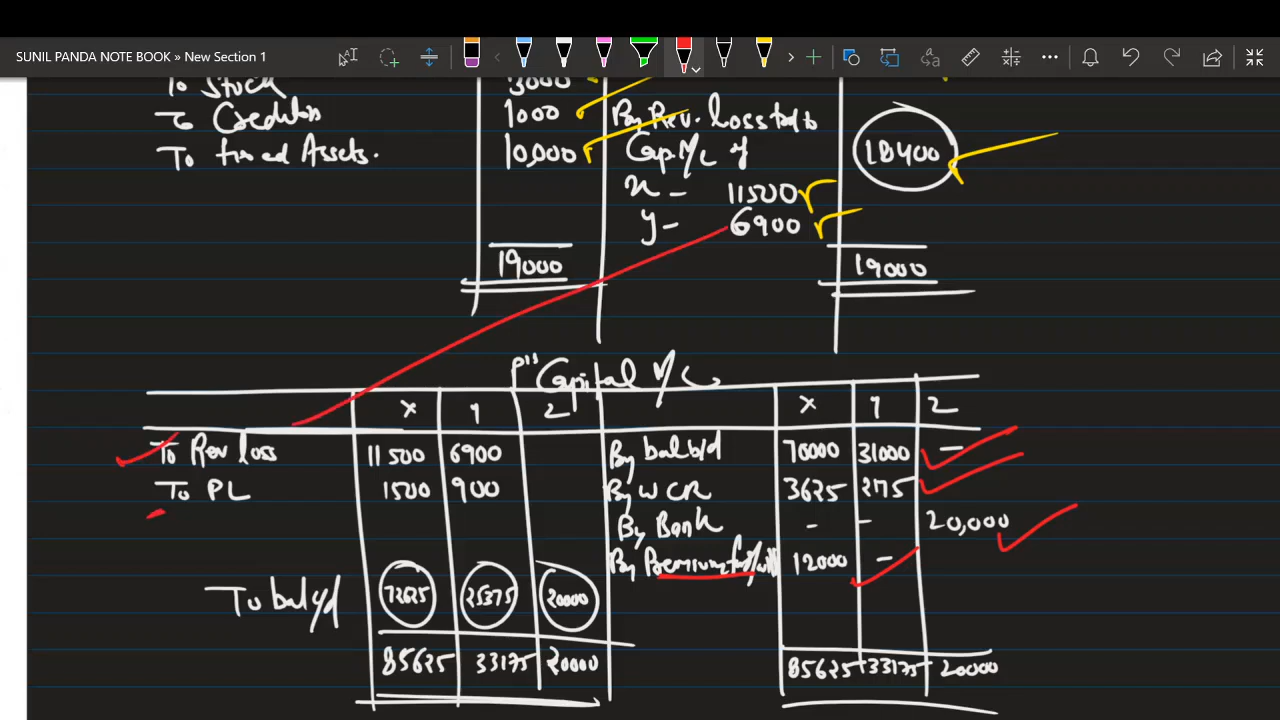 SUNIL PANDA NOTE BOOK » New Section 1
To Stock 3000
To Creditors 1000 By Rev. Loss tfd to
To fixed Assets. 10,000 Cap. A/c of 18400
X - 11500
Y - 6900
19000 19000
Capital A/c
X Y Z X Y Z
To Rev loss 11500 6900 By bal b/d 70000 31000 -
To PL 1500 900 By WCR 3625 275
By Bank - - 20,000
By Premium for g/will 12000 -
To bal c/d 72625 25375 20000
85625 33175 20000 85625 33175 20000